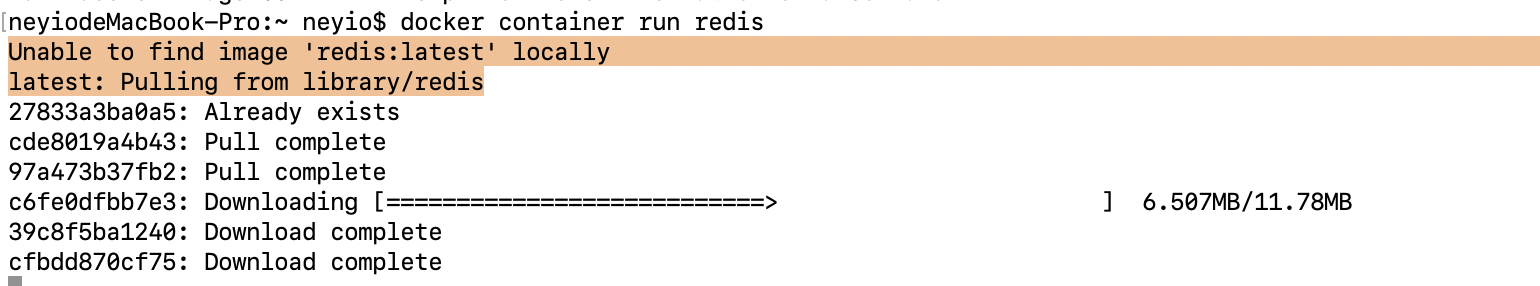 [neyiodeMacBook-Pro:~ neyio$ docker container run redis
Unable to find image 'redis:latest' locally
latest: Pulling from library/redis
27833a3ba0a5: Already exists
cde8019a4b43: Pull complete
97a473b37fb2: Pull complete
c6fe0dfbb7e3: Downloading [===========================>                       ]  6.507MB/11.78MB
39c8f5ba1240: Download complete
cfbdd870cf75: Download complete